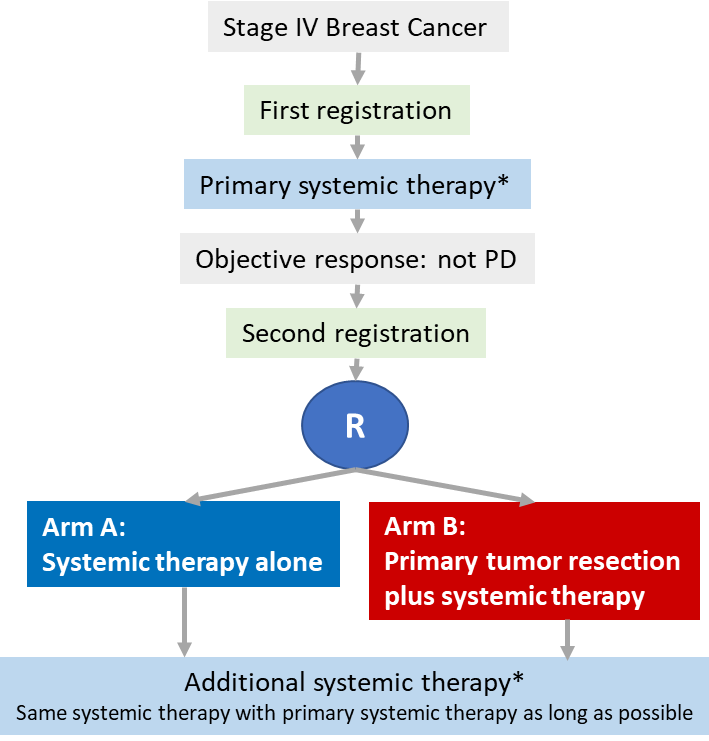 Stage IV Breast Cancer
First registration
Primary systemic therapy*
Objective response: not PD
Second registration
R
Arm A:
Systemic therapy alone
Arm B:
Primary tumor resection
plus systemic therapy
Additional systemic therapy*
Same systemic therapy with primary systemic therapy as long as possible